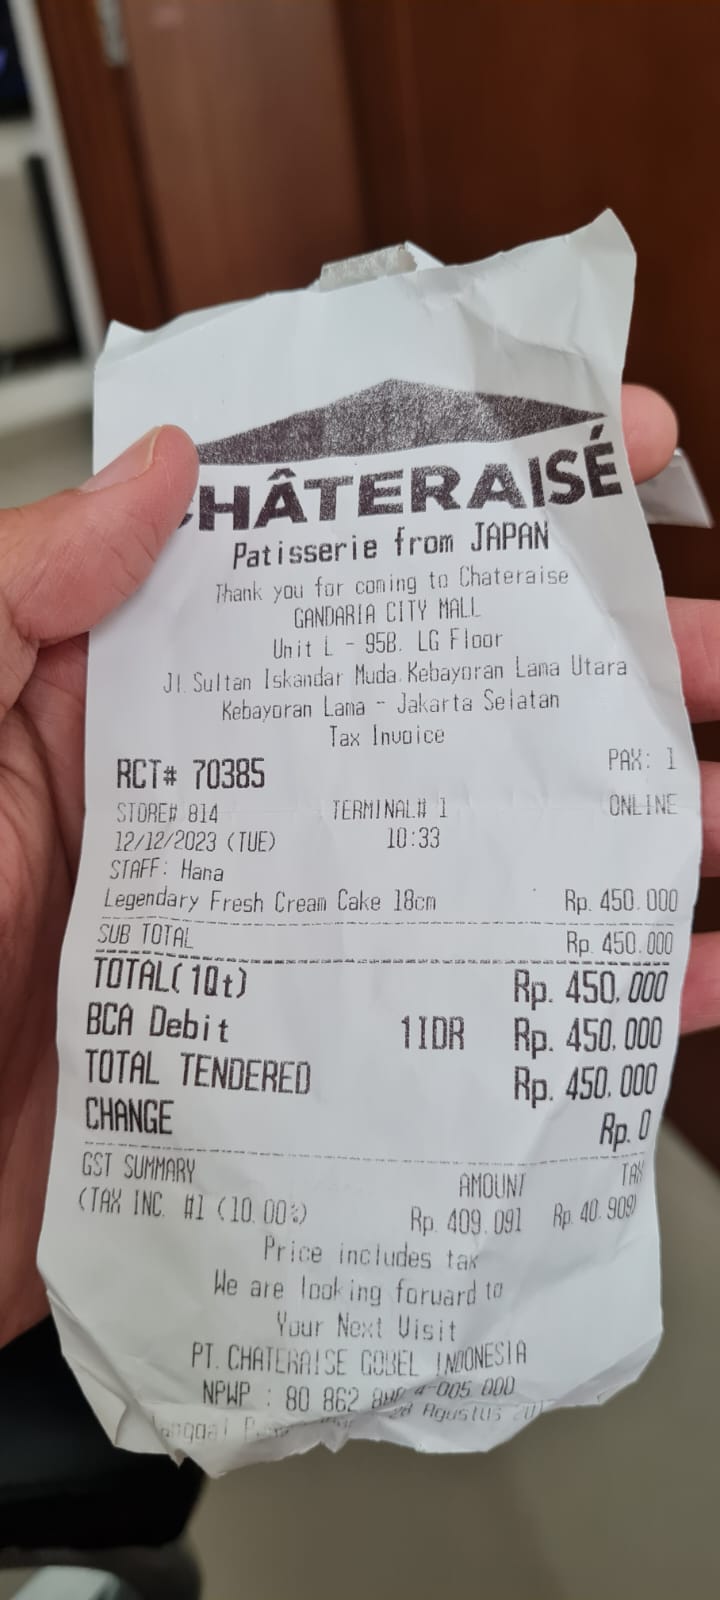 CHÂTERAISÉ
Patisserie from JAPAN
Thank you for coming to Chateraise
GANDARIA CITY MALL
Unit L - 95B. LG Floor
Jl. Sultan Iskandar Muda. Kebayoran Lama Utara
Kebayoran Lama - Jakarta Selatan
Tax Invoice
RCT# 70385 PAX: 1
STORE# 814 TERMINAL# 1 ONLINE
12/12/2023 (TUE) 10:33
STAFF: Hana
Legendary Fresh Cream Cake 18cm Rp. 450.000
SUB TOTAL Rp. 450.000
TOTAL(1Qt) Rp. 450.000
BCA Debit 1IDR Rp. 450.000
TOTAL TENDERED Rp. 450.000
CHANGE Rp. 0
GST SUMMARY AMOUNT TAX
(TAX INC. #1 (10.00%) Rp. 409.091 Rp. 40.909)
Price includes tax
We are looking forward to
Your Next Visit
PT. CHATERAISE GOBEL INDONESIA
NPWP : 80 862 4-005 000
Agustus